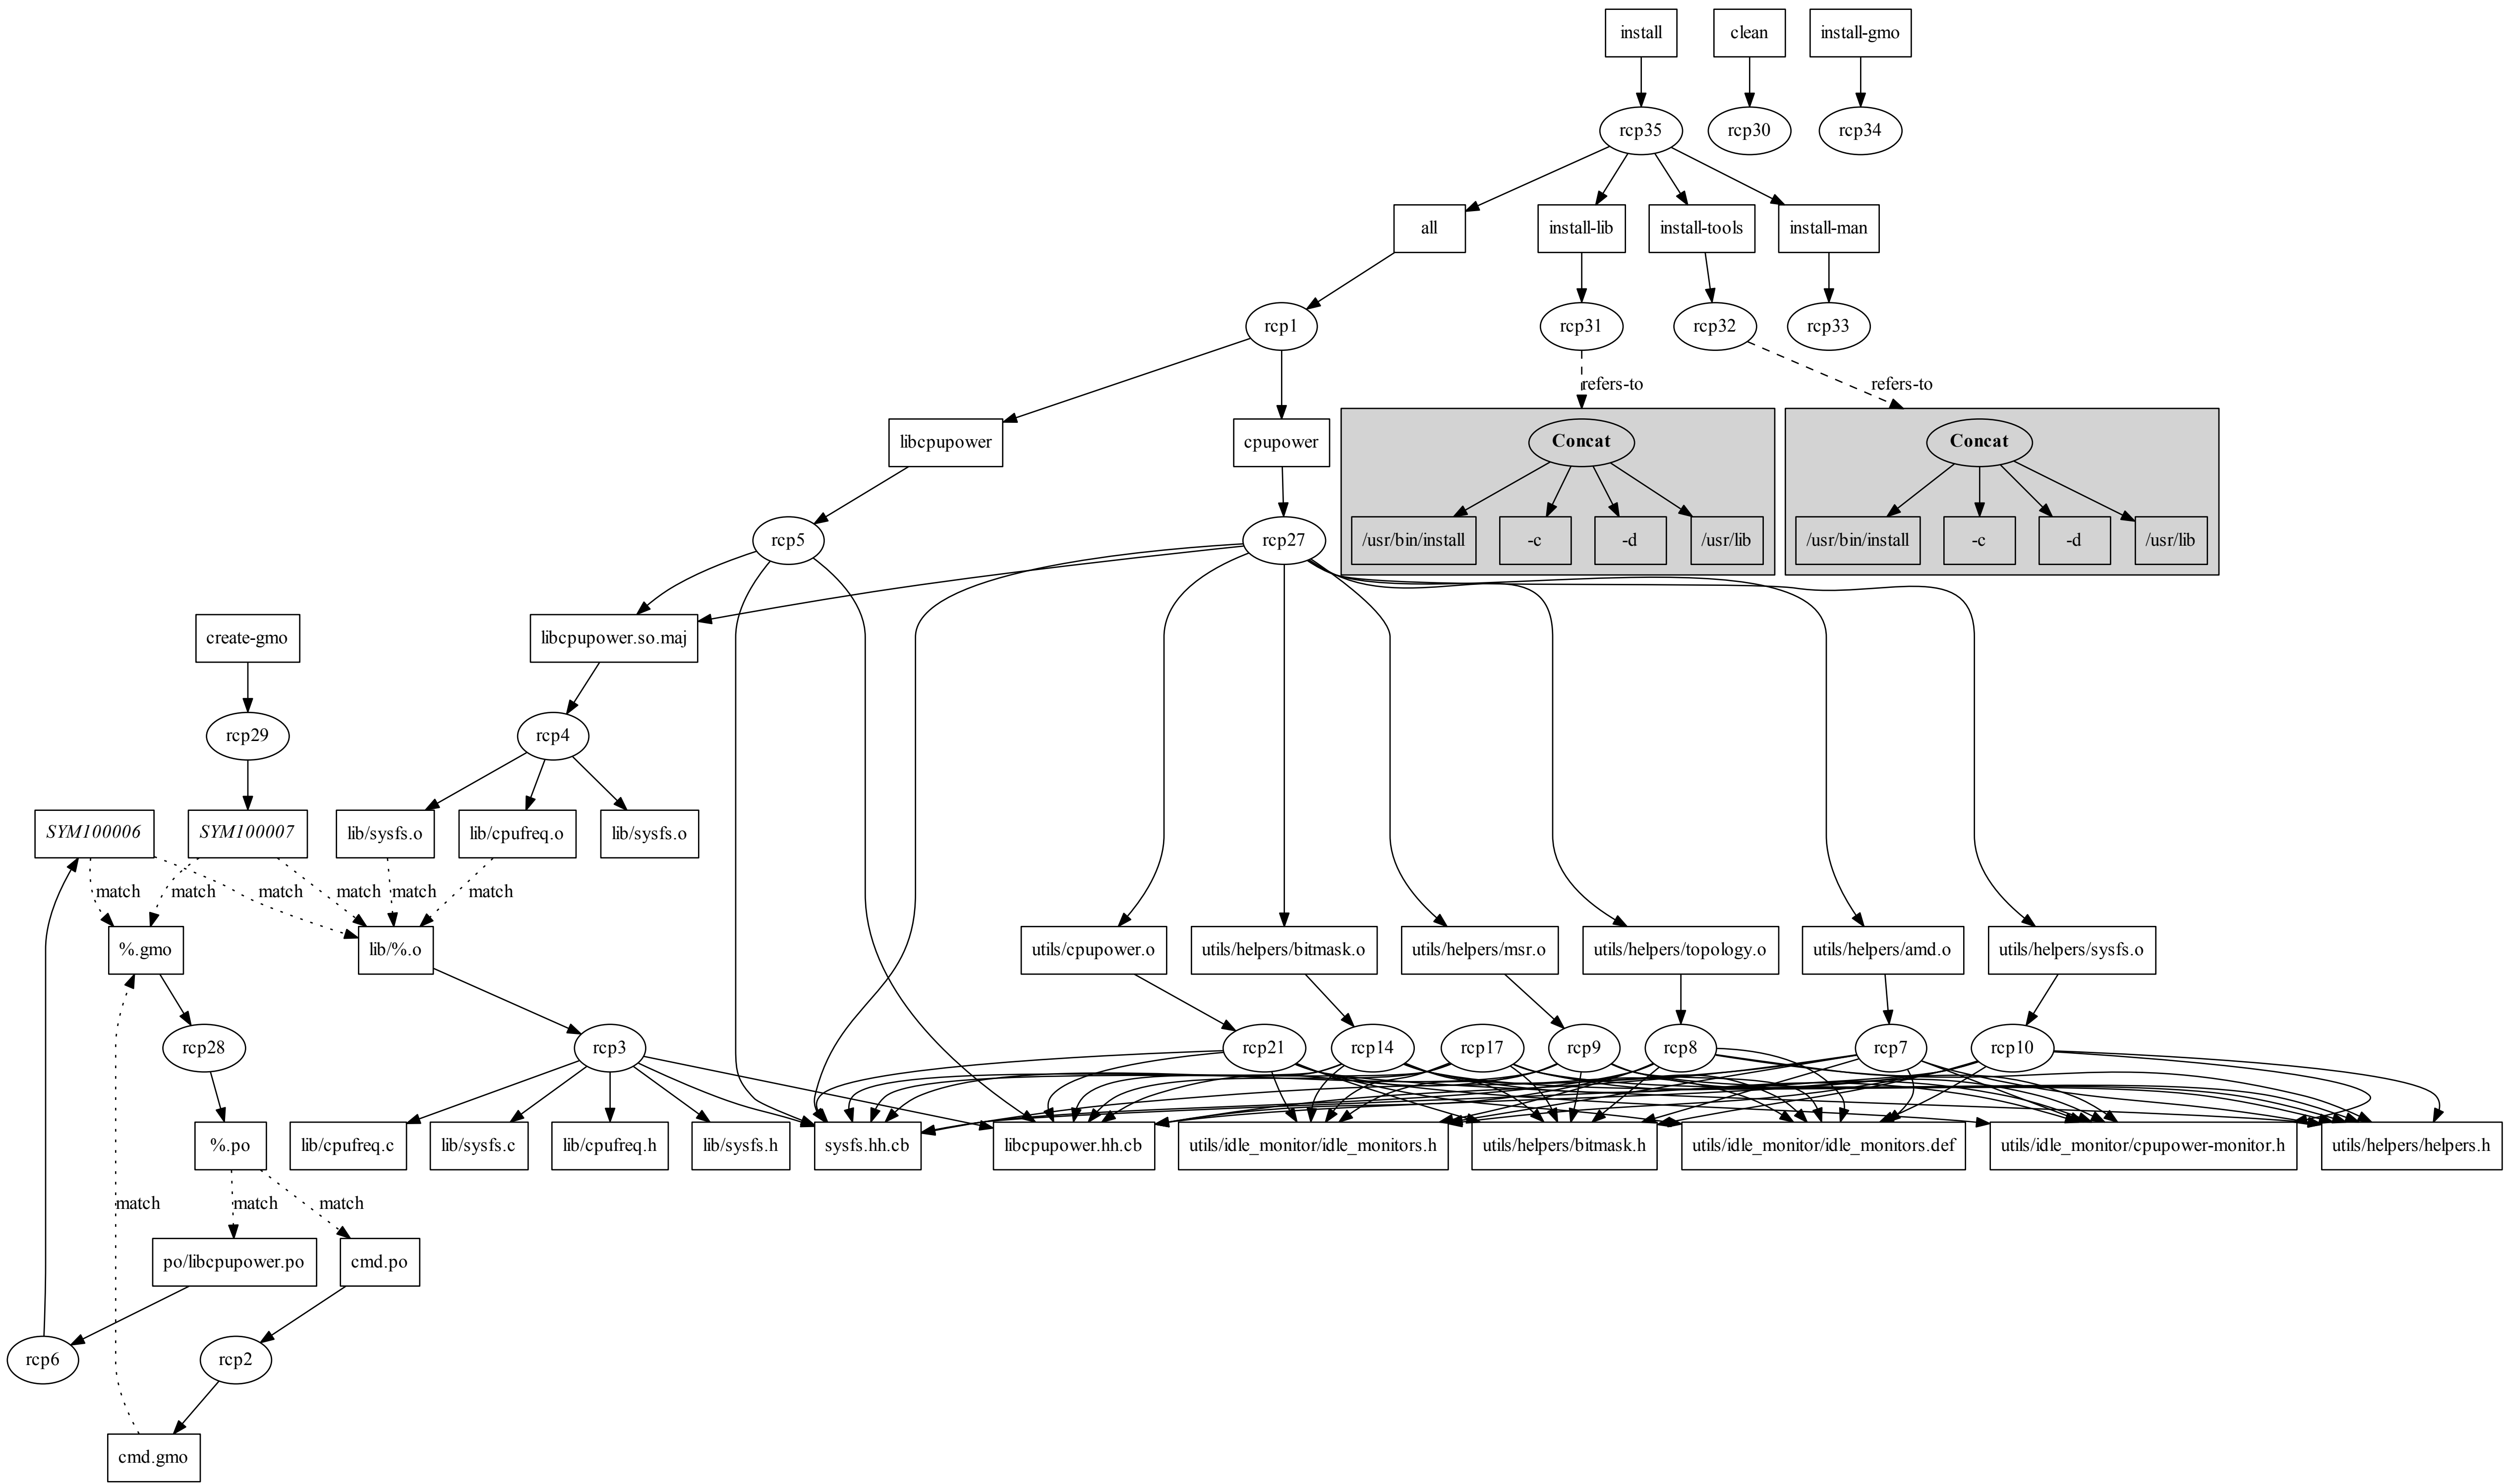 install
clean
install-gmo
rcp35
rcp30
rcp34
all
install-lib
install-tools
install-man
rcp1
rcp31
rcp32
rcp33
refers-to
refers-to
libcpupower
cpupower
Concat
Concat
rcp5
rcp27
/usr/bin/install
-c
-d
/usr/lib
/usr/bin/install
-c
-d
/usr/lib
create-gmo
libcpupower.so.maj
rcp29
rcp4
SYM100006
SYM100007
lib/sysfs.o
lib/cpufreq.o
lib/sysfs.o
match
match
match
match
match
match
%.gmo
lib/%.o
utils/cpupower.o
utils/helpers/bitmask.o
utils/helpers/msr.o
utils/helpers/topology.o
utils/helpers/amd.o
utils/helpers/sysfs.o
rcp28
rcp3
rcp21
rcp14
rcp17
rcp9
rcp8
rcp7
rcp10
%.po
lib/cpufreq.c
lib/sysfs.c
lib/cpufreq.h
lib/sysfs.h
sysfs.hh.cb
libcpupower.hh.cb
utils/idle_monitor/idle_monitors.h
utils/helpers/bitmask.h
utils/idle_monitor/idle_monitors.def
utils/idle_monitor/cpupower-monitor.h
utils/helpers/helpers.h
match
match
match
po/libcpupower.po
cmd.po
rcp6
rcp2
cmd.gmo